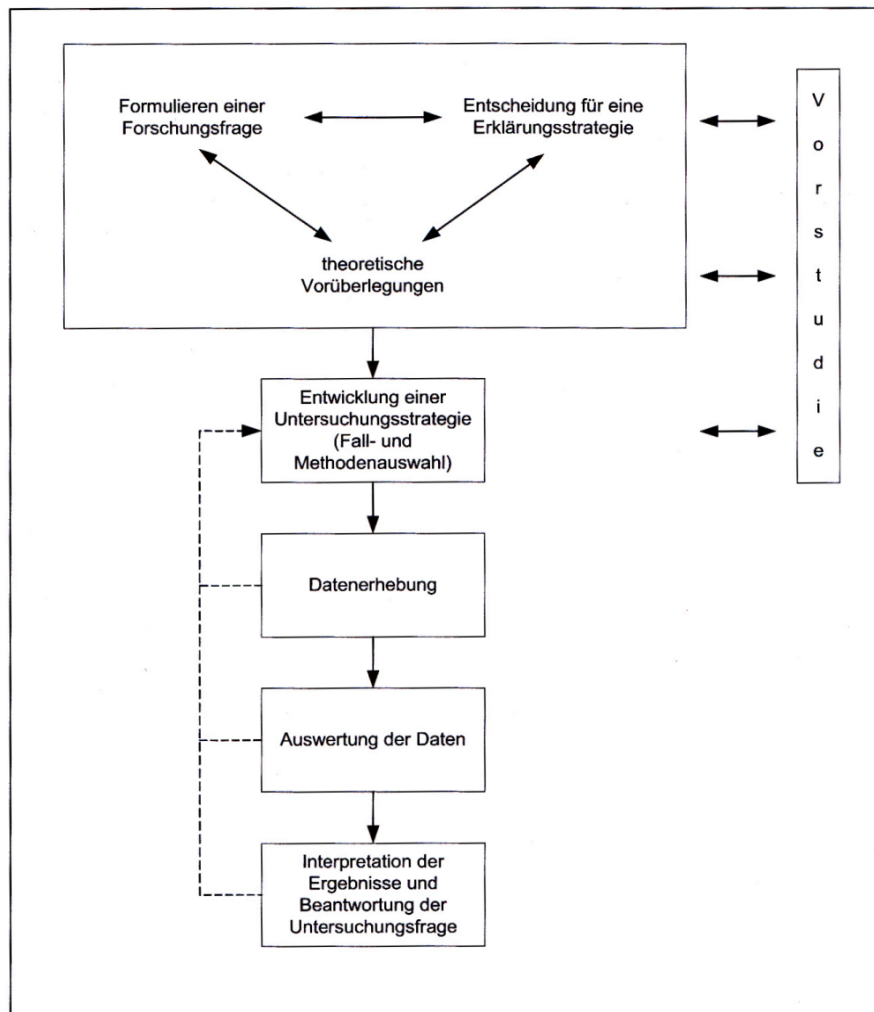 Formulieren einer
Forschungsfrage
Entscheidung für eine
Erklärungsstrategie
theoretische
Vorüberlegungen
Vorstudie
Entwicklung einer
Untersuchungsstrategie
(Fall- und
Methodenauswahl)
Datenerhebung
Auswertung der Daten
Interpretation der
Ergebnisse und
Beantwortung der
Untersuchungsfrage